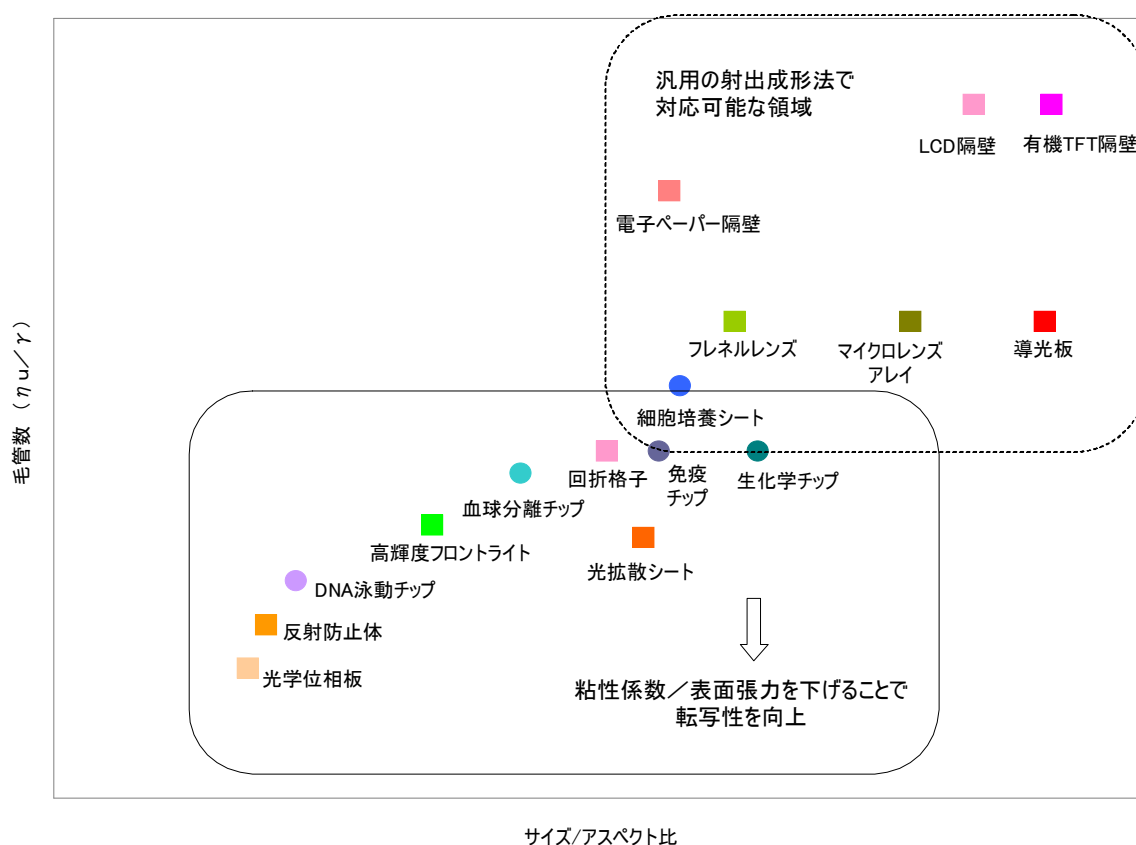 汎用の射出成形法で
対応可能な領域
LCD隔壁
有機TFT隔壁
電子ペーパー隔壁
フレネルレンズ
マイクロレンズ
アレイ
導光板
細胞培養シート
回折格子
免疫
チップ
生化学チップ
血球分離チップ
高輝度フロントライト
光拡散シート
DNA泳動チップ
反射防止体
光学位相板
粘性係数／表面張力を下げることで
転写性を向上
毛管数（ηu／γ）
サイズ/アスペクト比